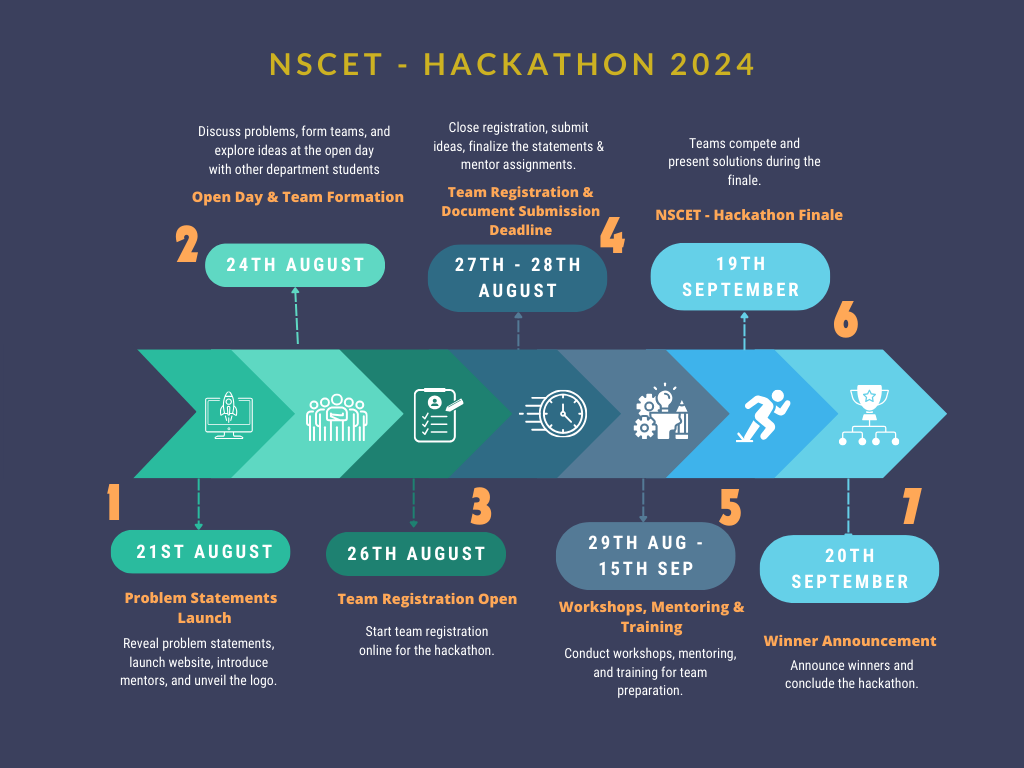 NSCET - HACKATHON 2024
Discuss problems, form teams, and
explore ideas at the open day
with other department students
Open Day & Team Formation
2
24TH AUGUST
Close registration, submit
ideas, finalize the statements &
mentor assignments.
Team Registration &
Document Submission
Deadline
4
27TH - 28TH
AUGUST
Teams compete and
present solutions during the
finale.
NSCET - Hackathon Finale
19TH
SEPTEMBER
6
1
21ST AUGUST
Problem Statements
Launch
Reveal problem statements,
launch website, introduce
mentors, and unveil the logo.
3
26TH AUGUST
Team Registration Open
Start team registration
online for the hackathon.
5
29TH AUG -
15TH SEP
Workshops, Mentoring &
Training
Conduct workshops, mentoring,
and training for team
preparation.
7
20TH
SEPTEMBER
Winner Announcement
Announce winners and
conclude the hackathon.